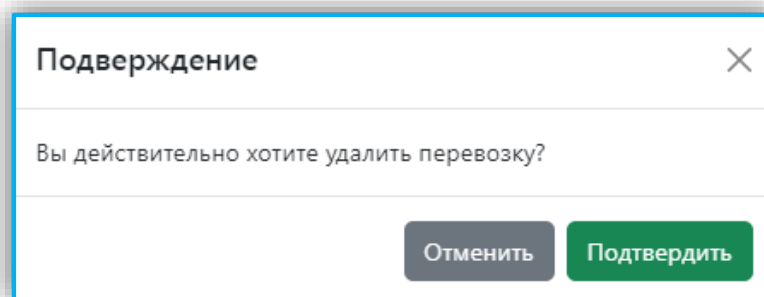 Подверждение
Вы действительно хотите удалить перевозку?
Отменить
Подтвердить